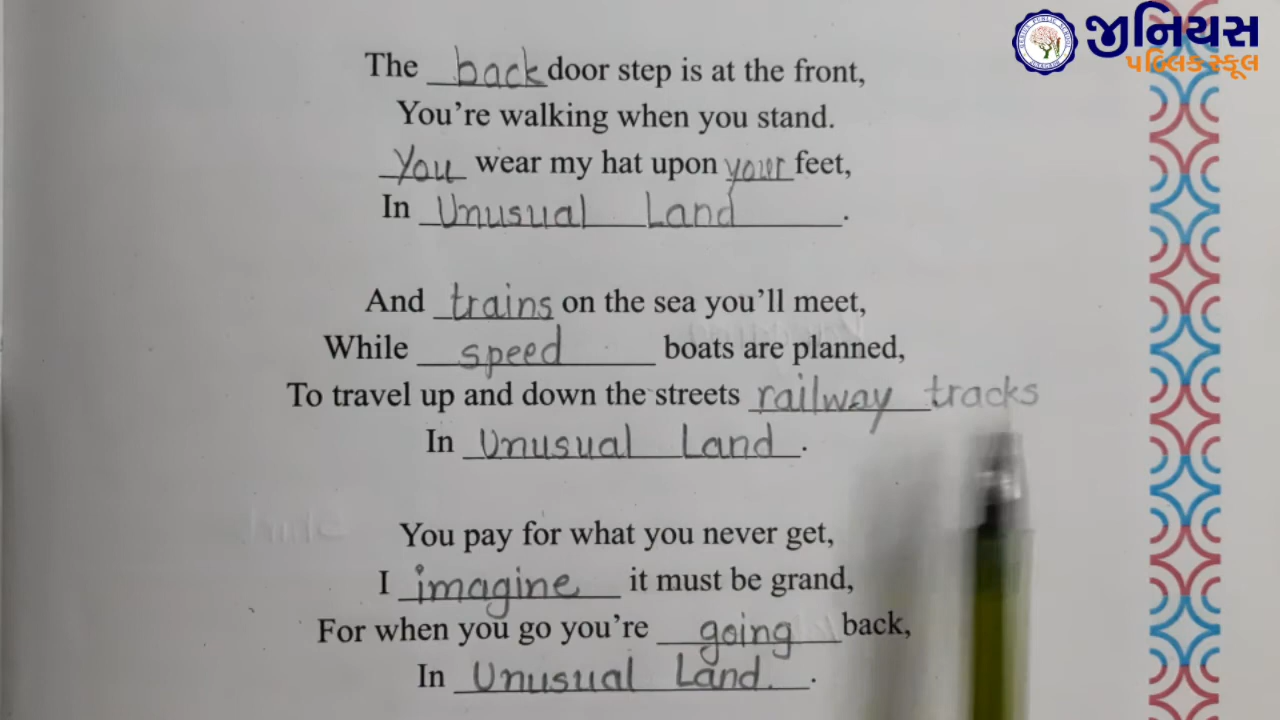 જીનિયસ
પબ્લિક સ્કૂલ
The back door step is at the front,
You're walking when you stand.
You wear my hat upon your feet,
In Unusual Land.
And trains on the sea you'll meet,
While speed boats are planned,
To travel up and down the streets railway tracks
In Unusual Land.
You pay for what you never get,
I imagine it must be grand,
For when you go you're going back,
In Unusual Land.